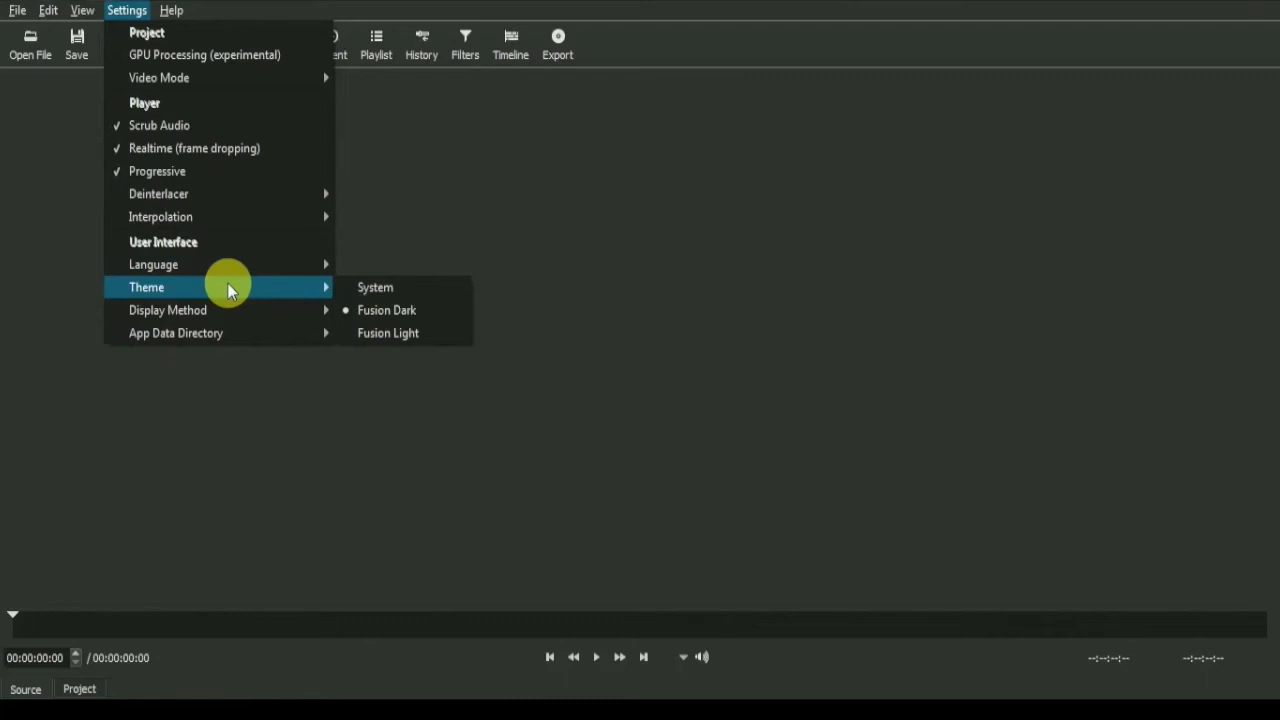 File Edit View Settings Help
Open File Save ent Playlist History Filters Timeline Export
Project
GPU Processing (experimental)
Video Mode
Player
Scrub Audio
Realtime (frame dropping)
Progressive
Deinterlacer
Interpolation
User Interface
Language
Theme
Display Method
App Data Directory
System
Fusion Dark
Fusion Light
00:00:00:00 / 00:00:00:00 --:--:--:-- --:--:--:--
Source Project